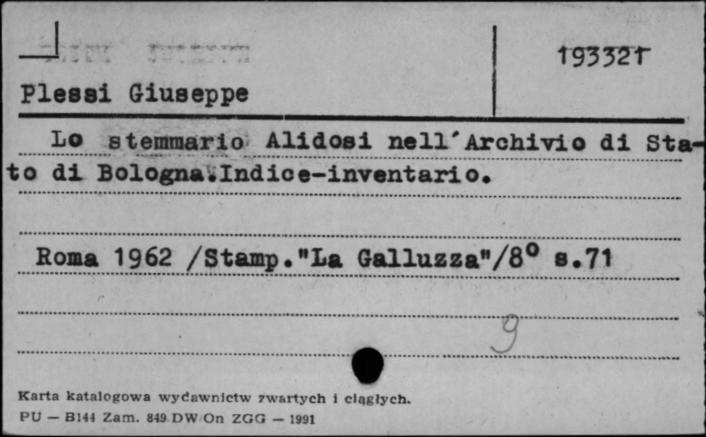 193321
Plessi Giuseppe
Lo stemmario Alidosi nell'Archivio di Sta-
to di Bologna.Indice-inventario.
Roma 1962 /Stamp."La Galluzza"/8° s.71
9
Karta katalogowa wydawnictw zwartych i ciągłych.
PU — B144 Zam. 849 DW On ZGG — 1991